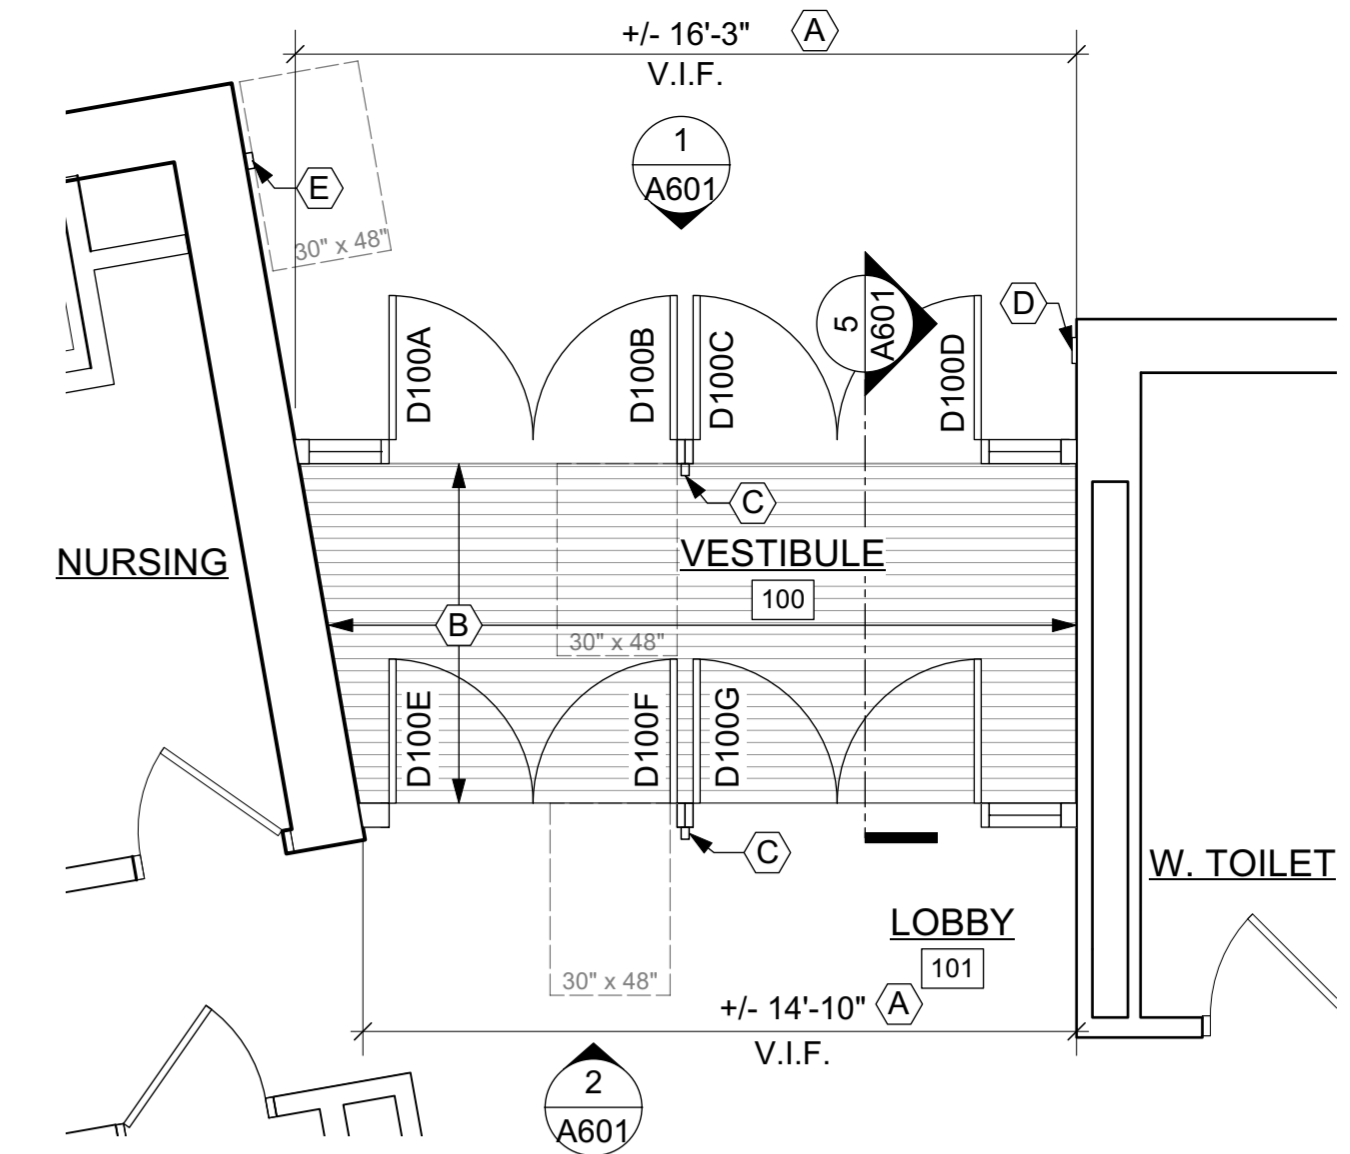 +/- 16'-3" A
V.I.F.
1
A601
E
30" x 48"
5
A601
D
D100A
D100B
D100C
D100D
C
NURSING
VESTIBULE
100
B
30" x 48"
D100E
D100F
D100G
C
W. TOILET
LOBBY
101
30" x 48"
+/- 14'-10" A
V.I.F.
2
A601